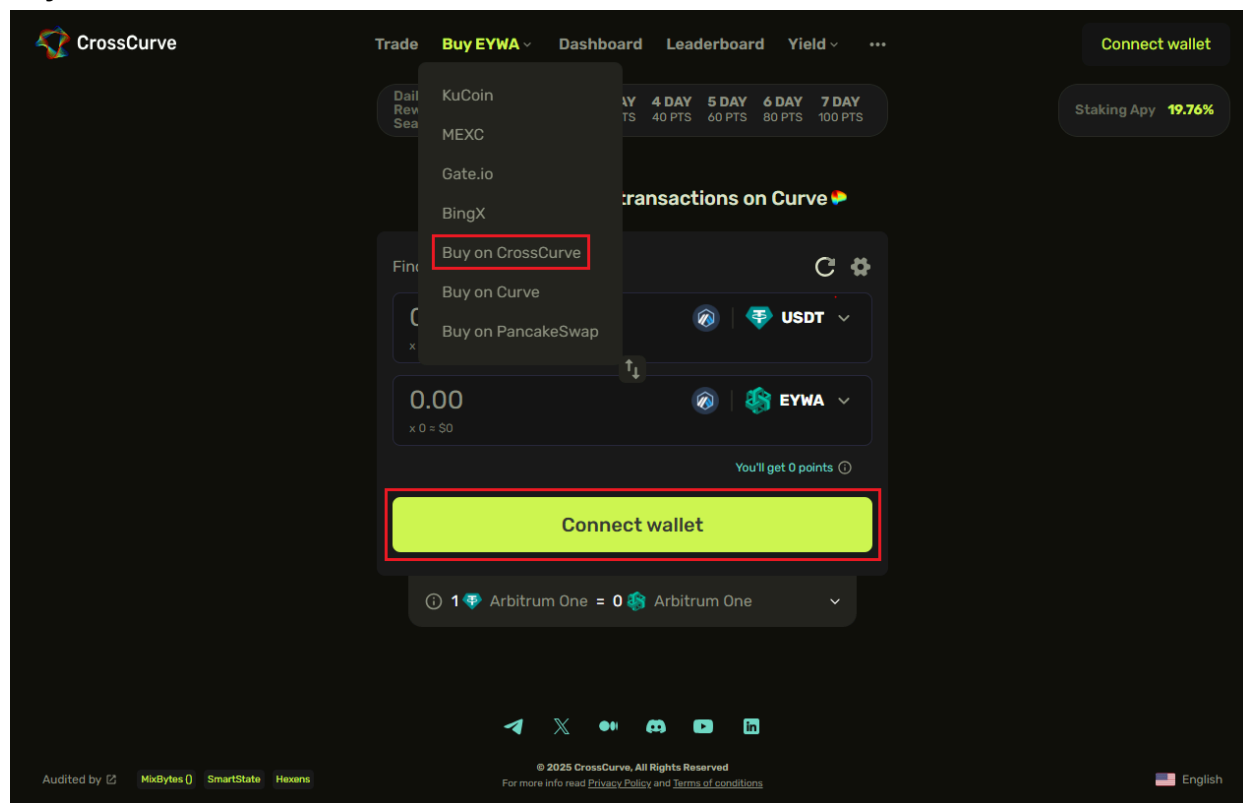 CrossCurve
Trade Buy EYWA Dashboard Leaderboard Yield ...
Connect wallet
KuCoin
MEXC
Gate.io
BingX
Buy on CrossCurve
Buy on Curve
Buy on PancakeSwap
4 DAY 5 DAY 6 DAY 7 DAY
40 PTS 60 PTS 80 PTS 100 PTS
Staking Apy 19.76%
transactions on Curve
USDT
0.00
EYWA
x 0 = $0
You'll get 0 points
Connect wallet
1 Arbitrum One = 0 Arbitrum One
Audited by MixBytes() SmartState Hexens
© 2025 CrossCurve, All Rights Reserved
For more info read Privacy Policy and Terms of conditions
English